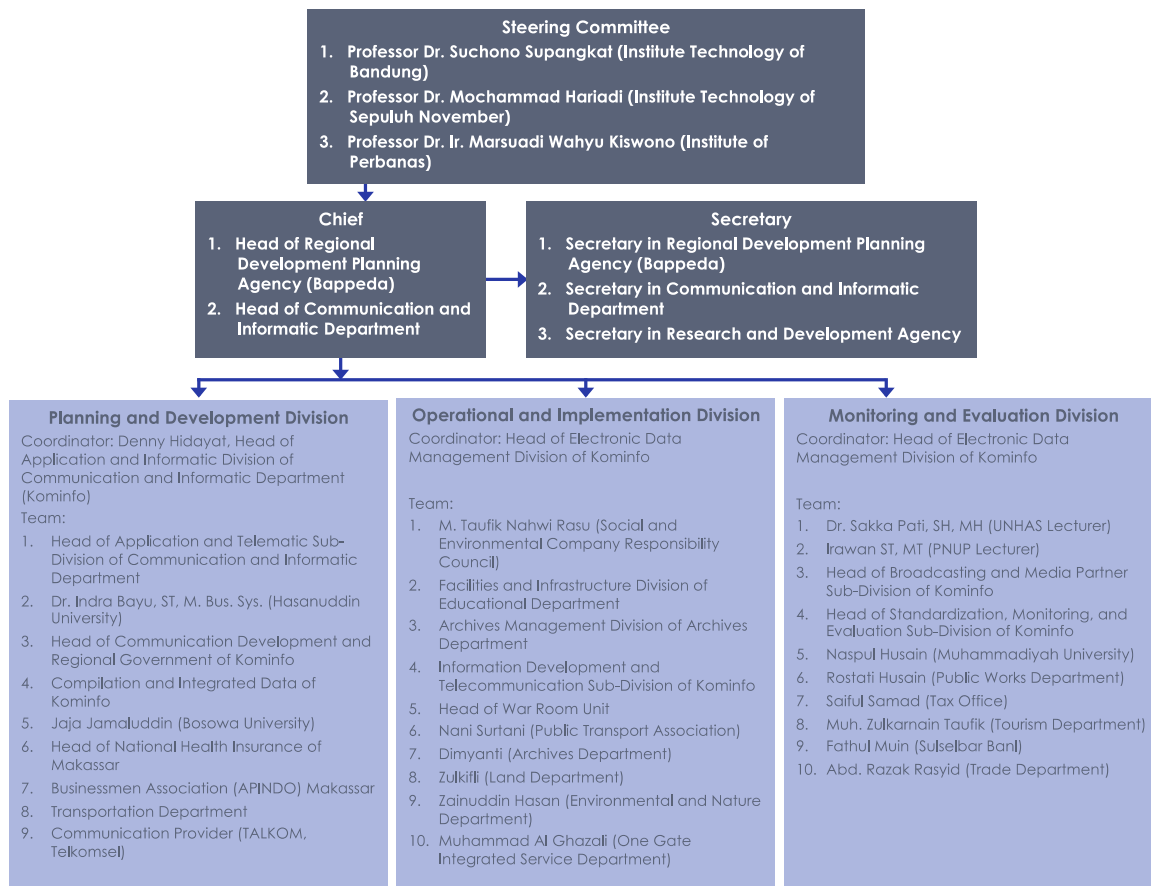 Steering Committee
1. Professor Dr. Suchono Supangkat (Institute Technology of
Bandung)
2. Professor Dr. Mochammad Hariadi (Institute Technology of
Sepuluh November)
3. Professor Dr. Ir. Marsuadi Wahyu Kiswono (Institute of
Perbanas)
Chief
1. Head of Regional
Development Planning
Agency (Bappeda)
2. Head of Communication and
Informatic Department
Secretary
1. Secretary in Regional Development Planning
Agency (Bappeda)
2. Secretary in Communication and Informatic
Department
3. Secretary in Research and Development Agency
Planning and Development Division
Coordinator: Denny Hidayat, Head of
Application and Informatic Division of
Communication and Informatic Department
(Kominfo)
Team:
1. Head of Application and Telematic Sub-
Division of Communication and Informatic
Department
2. Dr. Indra Bayu, ST, M. Bus. Sys. (Hasanuddin
University)
3. Head of Communication Development and
Regional Government of Kominfo
4. Compilation and Integrated Data of
Kominfo
5. Jaja Jamaluddin (Bosowa University)
6. Head of National Health Insurance of
Makassar
7. Businessmen Association (APINDO) Makassar
8. Transportation Department
9. Communication Provider (TALKOM,
Telkomsel)
Operational and Implementation Division
Coordinator: Head of Electronic Data
Management Division of Kominfo
Team:
1. M. Taufik Nahwi Rasu (Social and
Environmental Company Responsibility
Council)
2. Facilities and Infrastructure Division of
Educational Department
3. Archives Management Division of Archives
Department
4. Information Development and
Telecommunication Sub-Division of Kominfo
5. Head of War Room Unit
6. Nani Surtani (Public Transport Association)
7. Dimyanti (Archives Department)
8. Zulkifli (Land Department)
9. Zainuddin Hasan (Environmental and Nature
Department)
10. Muhammad Al Ghazali (One Gate
Integrated Service Department)
Monitoring and Evaluation Division
Coordinator: Head of Electronic Data
Management Division of Kominfo
Team:
1. Dr. Sakka Pati, SH, MH (UNHAS Lecturer)
2. Irawan ST, MT (PNUP Lecturer)
3. Head of Broadcasting and Media Partner
Sub-Division of Kominfo
4. Head of Standardization, Monitoring, and
Evaluation Sub-Division of Kominfo
5. Naspul Husain (Muhammadiyah University)
6. Rostati Husain (Public Works Department)
7. Saiful Samad (Tax Office)
8. Muh. Zulkarnain Taufik (Tourism Department)
9. Fathul Muin (Sulselbar Banl)
10. Abd. Razak Rasyid (Trade Department)